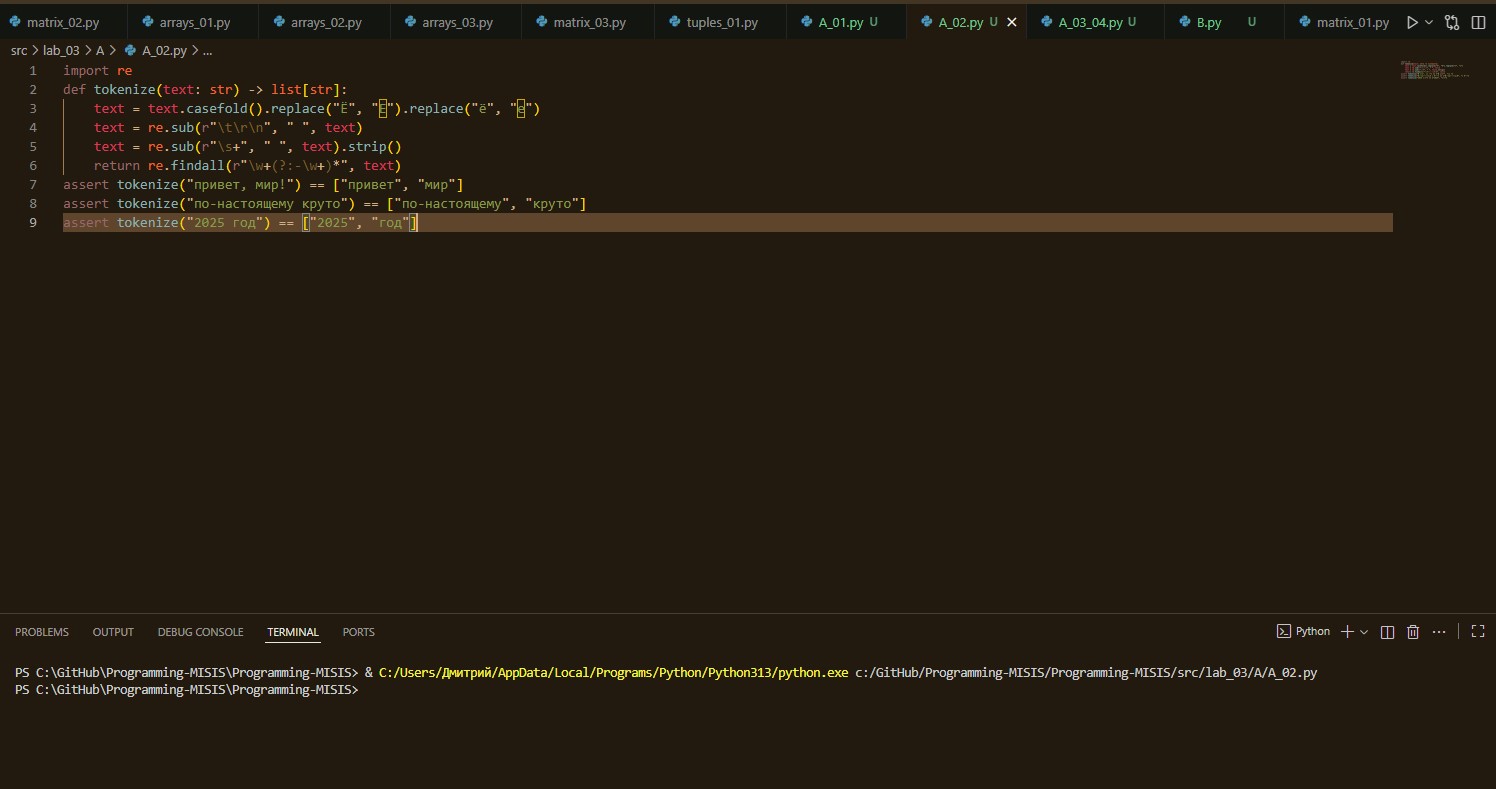 matrix_02.py arrays_01.py arrays_02.py arrays_03.py matrix_03.py tuples_01.py A_01.py U A_02.py U A_03_04.py U B.py U matrix_01.py
src > lab_03 > A > A_02.py > ...
1 import re
2 def tokenize(text: str) -> list[str]:
3 text = text.casefold().replace("Ё", "Е").replace("ё", "е")
4 text = re.sub(r"\t\r\n", " ", text)
5 text = re.sub(r"\s+", " ", text).strip()
6 return re.findall(r"\w+(?:-\w+)*", text)
7 assert tokenize("привет, мир!") == ["привет", "мир"]
8 assert tokenize("по-настоящему круто") == ["по-настоящему", "круто"]
9 assert tokenize("2025 год") == ["2025", "год"]
PROBLEMS OUTPUT DEBUG CONSOLE TERMINAL PORTS Python
PS C:\GitHub\Programming-MISIS\Programming-MISIS> & C:/Users/Дмитрий/AppData/Local/Programs/Python/Python313/python.exe c:/GitHub/Programming-MISIS/Programming-MISIS/src/lab_03/A/A_02.py
PS C:\GitHub\Programming-MISIS\Programming-MISIS>